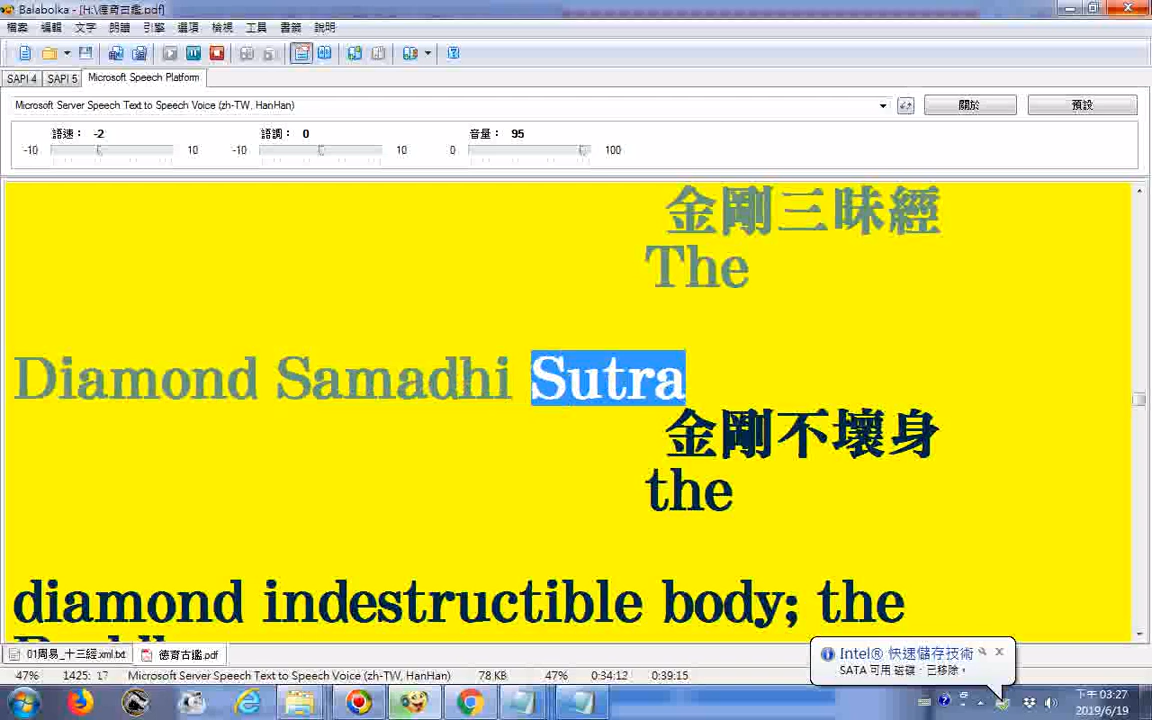 Balabolka - [H:\德育古鑑.pdf]
檔案 編輯 文字 朗讀 引擎 選項 檢視 工具 書籤 說明
SAPI 4 SAPI 5 Microsoft Speech Platform
Microsoft Server Speech Text to Speech Voice (zh-TW, HanHan) 關於 預設
語速： -2 語調： 0 音量： 95
-10 10 -10 10 0 100
金剛三昧經
The
Diamond Samadhi Sutra
金剛不壞身
the
diamond indestructible body; the
01周易_十三經.xml.txt 德育古鑑.pdf
Intel® 快速儲存技術
SATA 可用 磁碟：已移除。
47% 1425: 17 Microsoft Server Speech Text to Speech Voice (zh-TW, HanHan) 78 KB 47% 0:34:12 0:39:15
下午 03:27
2019/6/19